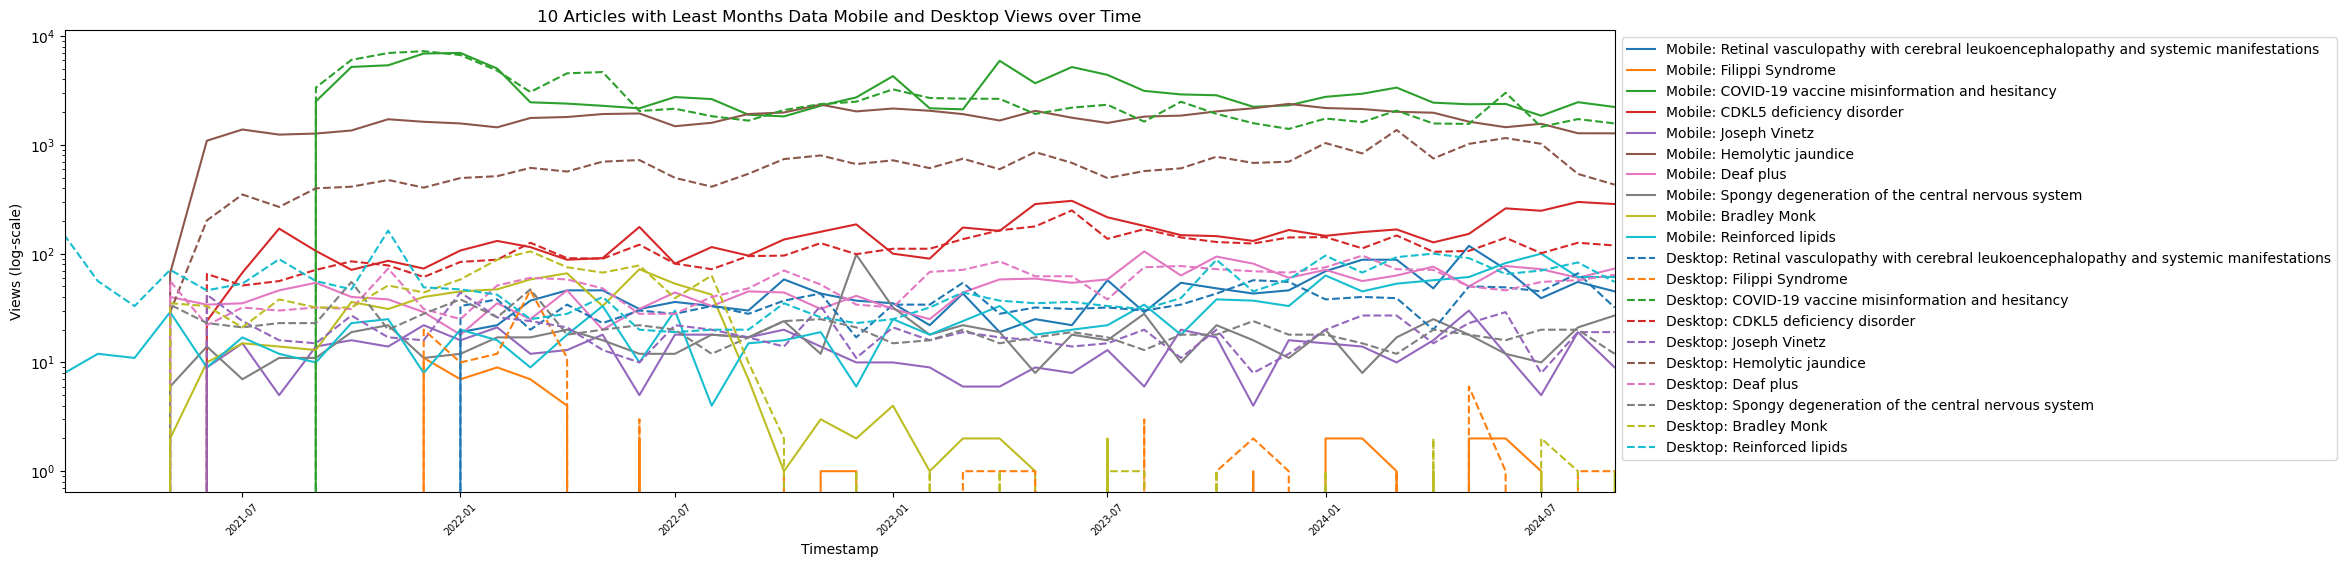 10 Articles with Least Months Data Mobile and Desktop Views over Time
Views (log-scale)
10^4
10^3
10^2
10^1
10^0
2021-07
2022-01
2022-07
2023-01
2023-07
2024-01
2024-07
Timestamp
Mobile: Retinal vasculopathy with cerebral leukoencephalopathy and systemic manifestations
Mobile: Filippi Syndrome
Mobile: COVID-19 vaccine misinformation and hesitancy
Mobile: CDKL5 deficiency disorder
Mobile: Joseph Vinetz
Mobile: Hemolytic jaundice
Mobile: Deaf plus
Mobile: Spongy degeneration of the central nervous system
Mobile: Bradley Monk
Mobile: Reinforced lipids
Desktop: Retinal vasculopathy with cerebral leukoencephalopathy and systemic manifestations
Desktop: Filippi Syndrome
Desktop: COVID-19 vaccine misinformation and hesitancy
Desktop: CDKL5 deficiency disorder
Desktop: Joseph Vinetz
Desktop: Hemolytic jaundice
Desktop: Deaf plus
Desktop: Spongy degeneration of the central nervous system
Desktop: Bradley Monk
Desktop: Reinforced lipids